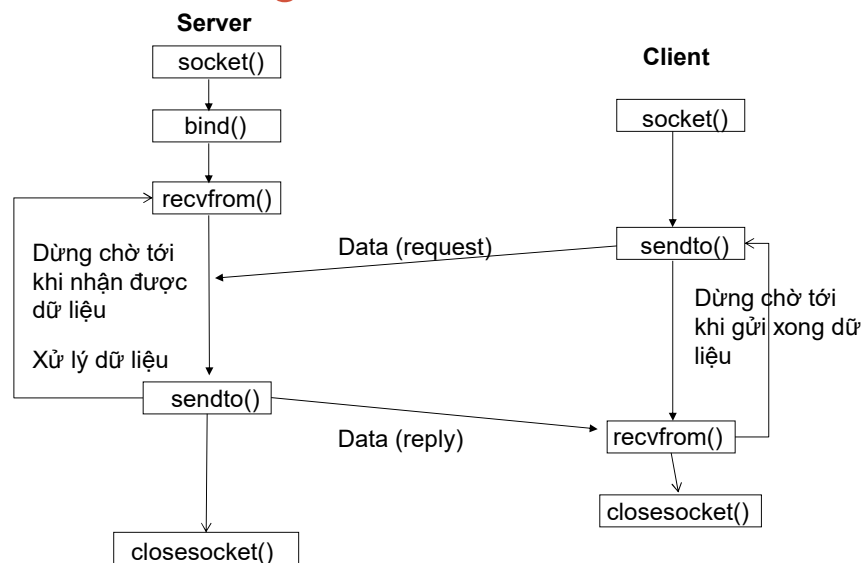 Server
socket()
bind()
recvfrom()
Dừng chờ tới
khi nhận được
dữ liệu
Xử lý dữ liệu
sendto()
closesocket()
Data (request)
Data (reply)
Client
socket()
sendto()
Dừng chờ tới
khi gửi xong dữ
liệu
recvfrom()
closesocket()